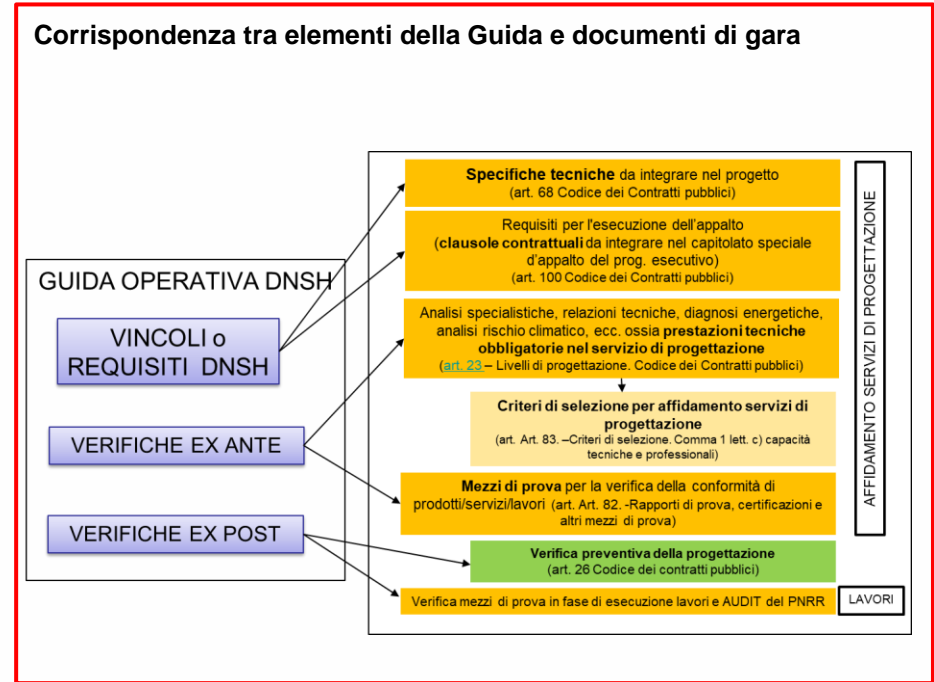 Corrispondenza tra elementi della Guida e documenti di gara
GUIDA OPERATIVA DNSH
VINCOLI o
REQUISITI DNSH
VERIFICHE EX ANTE
VERIFICHE EX POST
Specifiche tecniche da integrare nel progetto
(art. 68 Codice dei Contratti pubblici)
Requisiti per l'esecuzione dell'appalto
(clausole contrattuali da integrare nel capitolato speciale
d'appalto del prog. esecutivo)
(art. 100 Codice dei Contratti pubblici)
Analisi specialistiche, relazioni tecniche, diagnosi energetiche,
analisi rischio climatico, ecc. ossia prestazioni tecniche
obbligatorie nel servizio di progettazione
(art. 23 – Livelli di progettazione. Codice dei Contratti pubblici)
Criteri di selezione per affidamento servizi di
progettazione
(art. Art. 83. –Criteri di selezione. Comma 1 lett. c) capacità
tecniche e professionali)
Mezzi di prova per la verifica della conformità di
prodotti/servizi/lavori (art. Art. 82. -Rapporti di prova, certificazioni e
altri mezzi di prova)
Verifica preventiva della progettazione
(art. 26 Codice dei contratti pubblici)
Verifica mezzi di prova in fase di esecuzione lavori e AUDIT del PNRR
AFFIDAMENTO SERVIZI DI PROGETTAZIONE
LAVORI